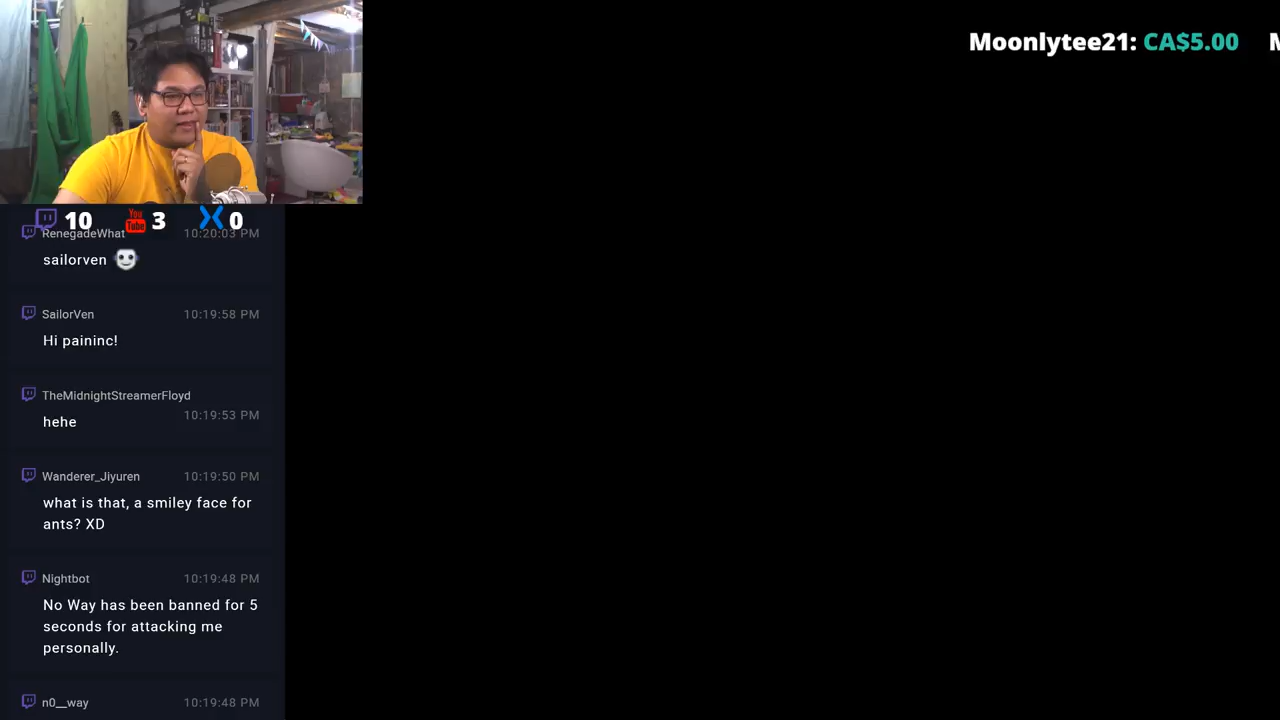 Moonlytee21: CA$5.00
10 You Tube 3 0
RenegadeWhat 10:20:03 PM
sailorven
SailorVen 10:19:58 PM
Hi paininc!
TheMidnightStreamerFloyd
10:19:53 PM
hehe
Wanderer_Jiyuren 10:19:50 PM
what is that, a smiley face for
ants? XD
Nightbot 10:19:48 PM
No Way has been banned for 5
seconds for attacking me
personally.
n0__way 10:19:48 PM